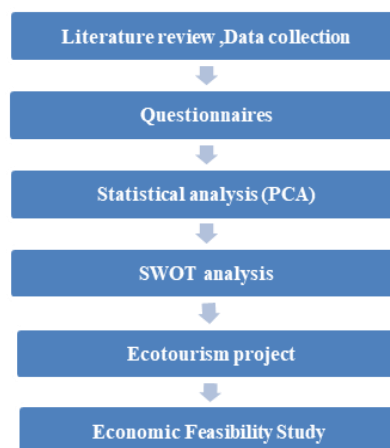 Literature review ,Data collection
Questionnaires
Statistical analysis (PCA)
SWOT analysis
Ecotourism project
Economic Feasibility Study